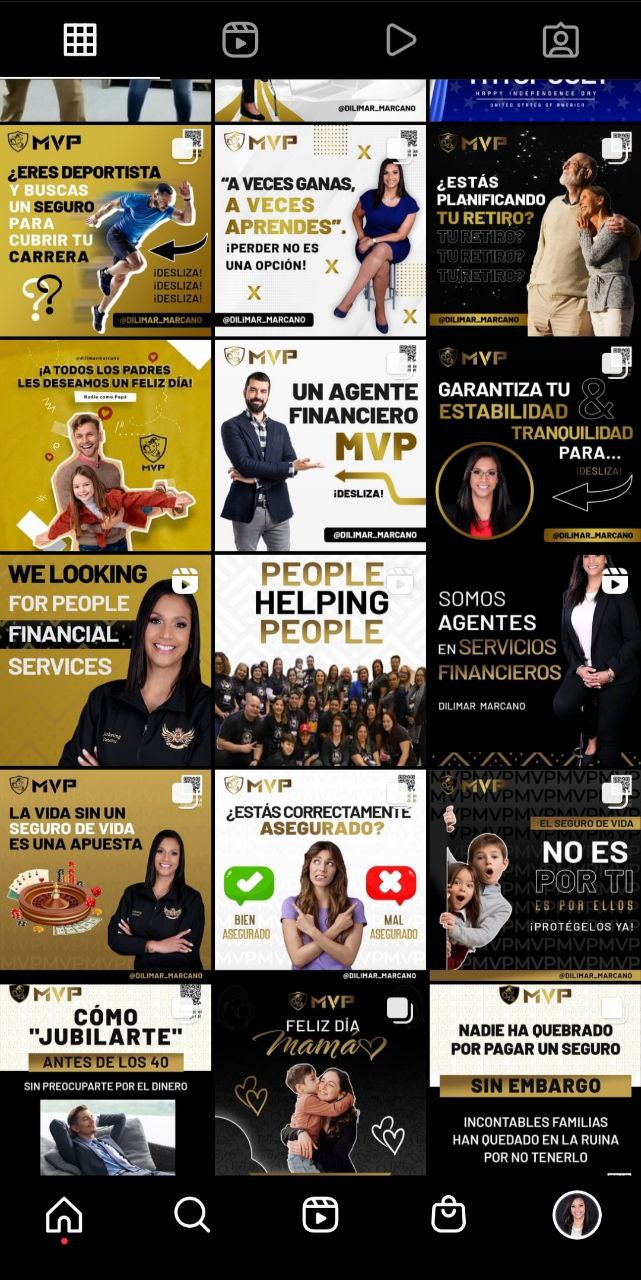 @DILIMAR_MARCANO
HAPPY INDEPENDENCE DAY
UNITED STATES OF AMERICA
MVP
¿ERES DEPORTISTA
Y BUSCAS
UN SEGURO
PARA
CUBRIR TU
CARRERA
??
¡DESLIZA!
¡DESLIZA!
¡DESLIZA!
@DILIMAR_MARCANO
MVP
X
“A VECES GANAS,
A VECES
APRENDES”.
¡PERDER NO ES
UNA OPCIÓN!
X
X
X
@DILIMAR_MARCANO
MVP
¿ESTÁS
PLANIFICANDO
TU RETIRO?
TU RETIRO?
TU RETIRO?
TU RETIRO?
@DILIMAR_MARCANO
@dilimarmarcano
¡A TODOS LOS PADRES
LES DESEAMOS UN FELIZ DÍA!
Nadie como Papá
MVP
MVP
UN AGENTE
FINANCIERO
MVP
¡DESLIZA!
@DILIMAR_MARCANO
MVP
GARANTIZA TU
ESTABILIDAD &
TRANQUILIDAD
PARA...
¡DESLIZA!
@DILIMAR_MARCANO
WE LOOKING
FOR PEOPLE
FINANCIAL
SERVICES
PEOPLE
HELPING
PEOPLE
SOMOS
AGENTES
EN SERVICIOS
FINANCIEROS
DILIMAR MARCANO
MVP
LA VIDA SIN UN
SEGURO DE VIDA
ES UNA APUESTA
@DILIMAR_MARCANO
MVP
¿ESTÁS CORRECTAMENTE
ASEGURADO?
BIEN
ASEGURADO
MAL
ASEGURADO
MVP
EL SEGURO DE VIDA
NO ES
POR TI
ES POR ELLOS
¡PROTÉGELOS YA!
@DILIMAR_MARCANO
MVP
CÓMO
"JUBILARTE"
ANTES DE LOS 40
SIN PREOCUPARTE POR EL DINERO
MVP
FELIZ DÍA
Mama
MVP
NADIE HA QUEBRADO
POR PAGAR UN SEGURO
SIN EMBARGO
INCONTABLES FAMILIAS
HAN QUEDADO EN LA RUINA
POR NO TENERLO